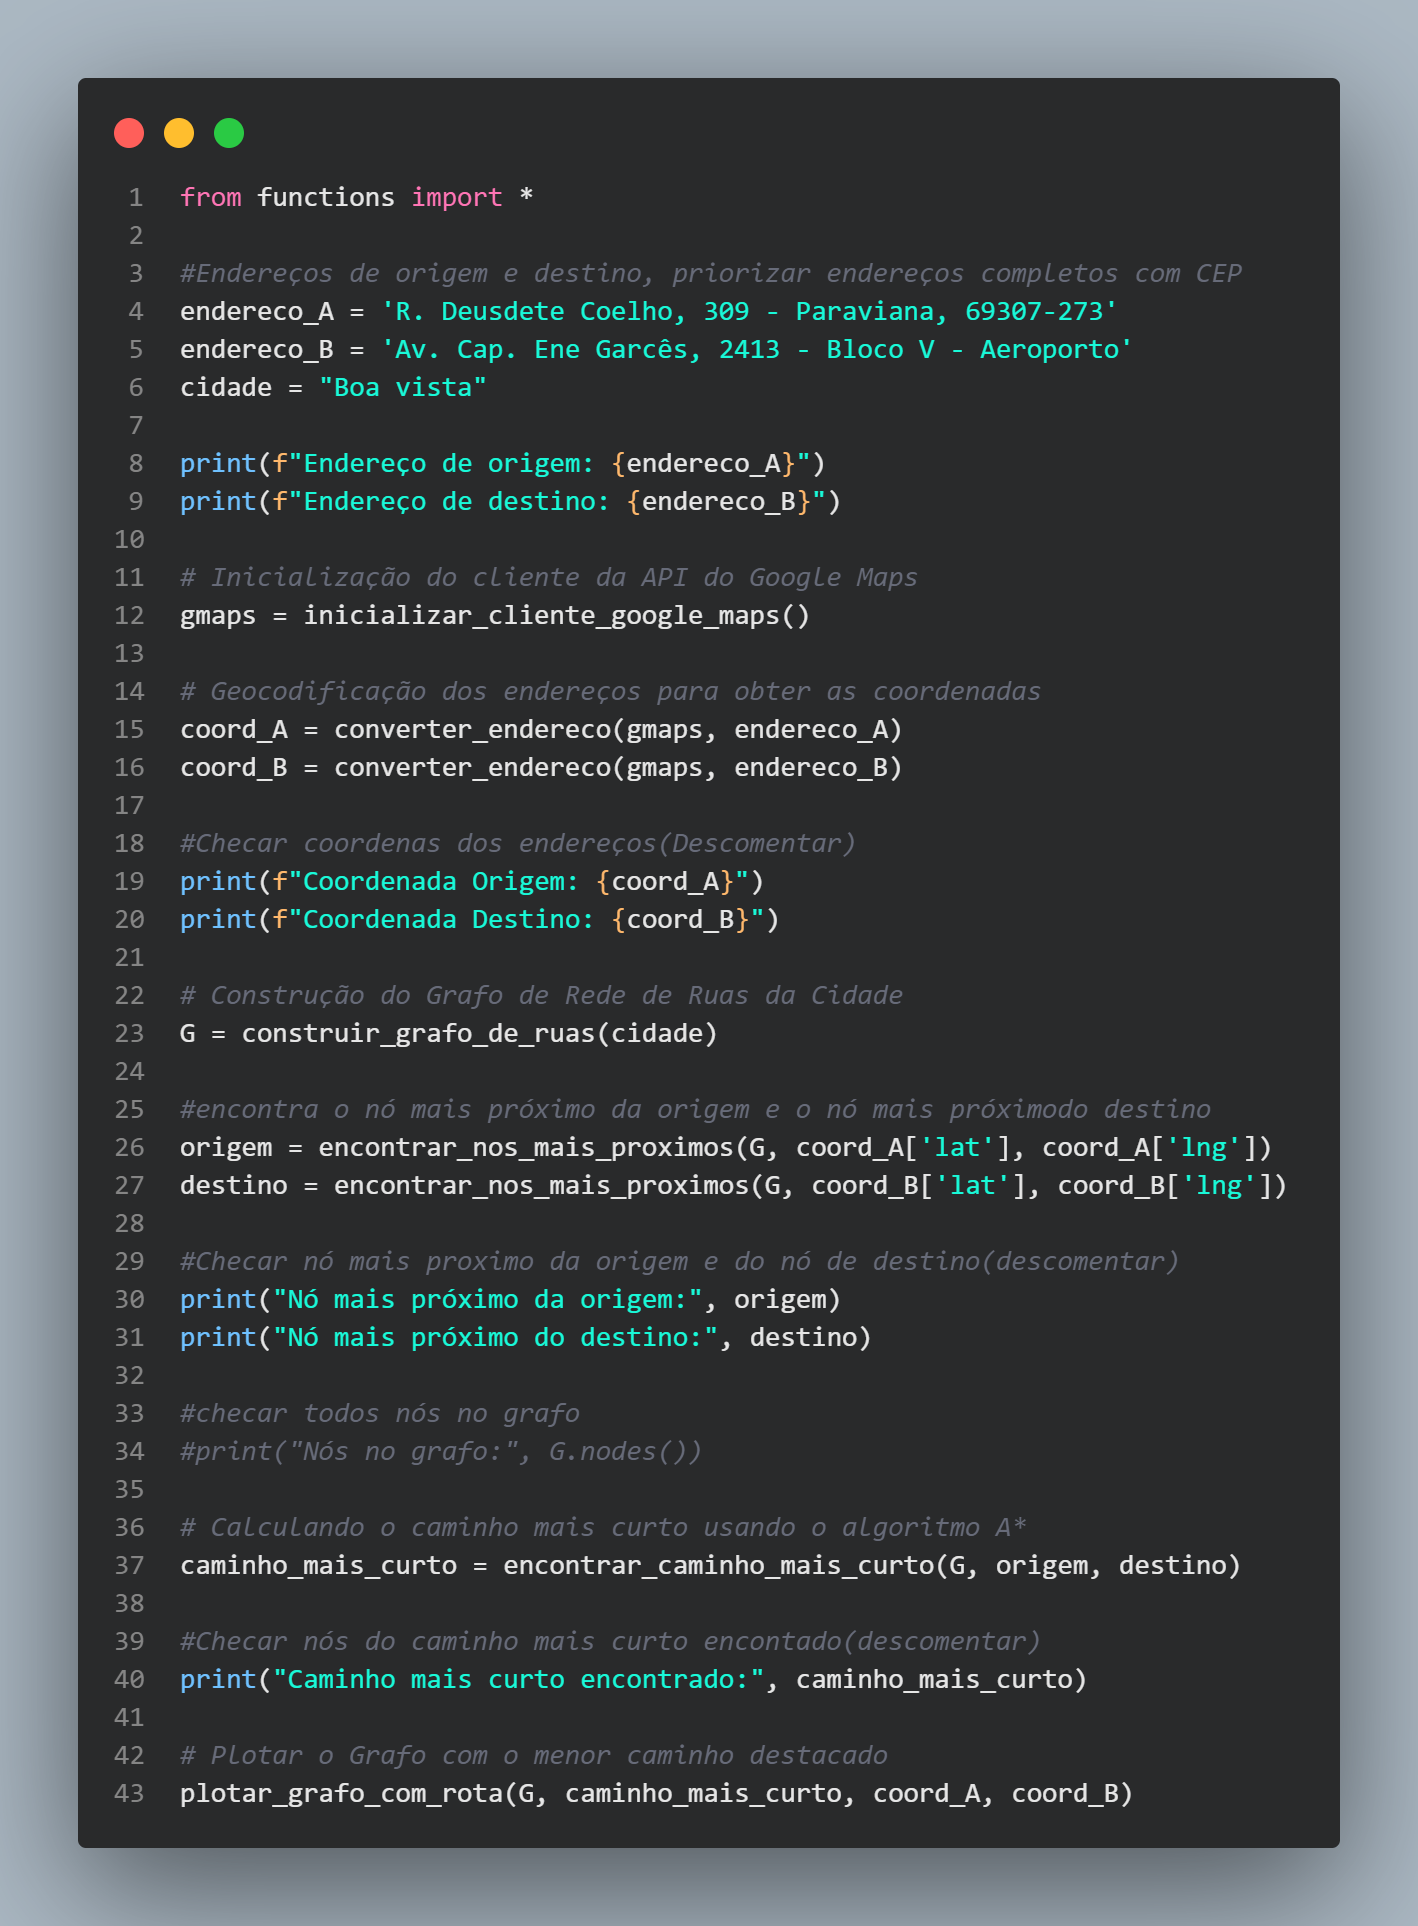 1 from functions import *
2
3 #Endereços de origem e destino, priorizar endereços completos com CEP
4 endereco_A = 'R. Deusdete Coelho, 309 - Paraviana, 69307-273'
5 endereco_B = 'Av. Cap. Ene Garcês, 2413 - Bloco V - Aeroporto'
6 cidade = "Boa vista"
7
8 print(f"Endereço de origem: {endereco_A}")
9 print(f"Endereço de destino: {endereco_B}")
10
11 # Inicialização do cliente da API do Google Maps
12 gmaps = inicializar_cliente_google_maps()
13
14 # Geocodificação dos endereços para obter as coordenadas
15 coord_A = converter_endereco(gmaps, endereco_A)
16 coord_B = converter_endereco(gmaps, endereco_B)
17
18 #Checar coordenas dos endereços(Descomentar)
19 print(f"Coordenada Origem: {coord_A}")
20 print(f"Coordenada Destino: {coord_B}")
21
22 # Construção do Grafo de Rede de Ruas da Cidade
23 G = construir_grafo_de_ruas(cidade)
24
25 #encontra o nó mais próximo da origem e o nó mais próximodo destino
26 origem = encontrar_nos_mais_proximos(G, coord_A['lat'], coord_A['lng'])
27 destino = encontrar_nos_mais_proximos(G, coord_B['lat'], coord_B['lng'])
28
29 #Checar nó mais proximo da origem e do nó de destino(descomentar)
30 print("Nó mais próximo da origem:", origem)
31 print("Nó mais próximo do destino:", destino)
32
33 #checar todos nós no grafo
34 #print("Nós no grafo:", G.nodes())
35
36 # Calculando o caminho mais curto usando o algoritmo A*
37 caminho_mais_curto = encontrar_caminho_mais_curto(G, origem, destino)
38
39 #Checar nós do caminho mais curto encontado(descomentar)
40 print("Caminho mais curto encontrado:", caminho_mais_curto)
41
42 # Plotar o Grafo com o menor caminho destacado
43 plotar_grafo_com_rota(G, caminho_mais_curto, coord_A, coord_B)